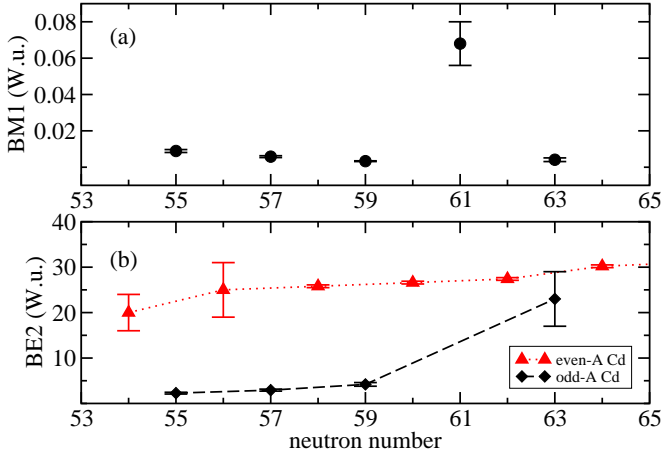 0.08
0.06
0.04
0.02
BM1 (W.u.)
(a)
53 55 57 59 61 63 65
40
30
20
10
BE2 (W.u.)
(b)
even-A Cd
odd-A Cd
53 55 57 59 61 63 65
neutron number